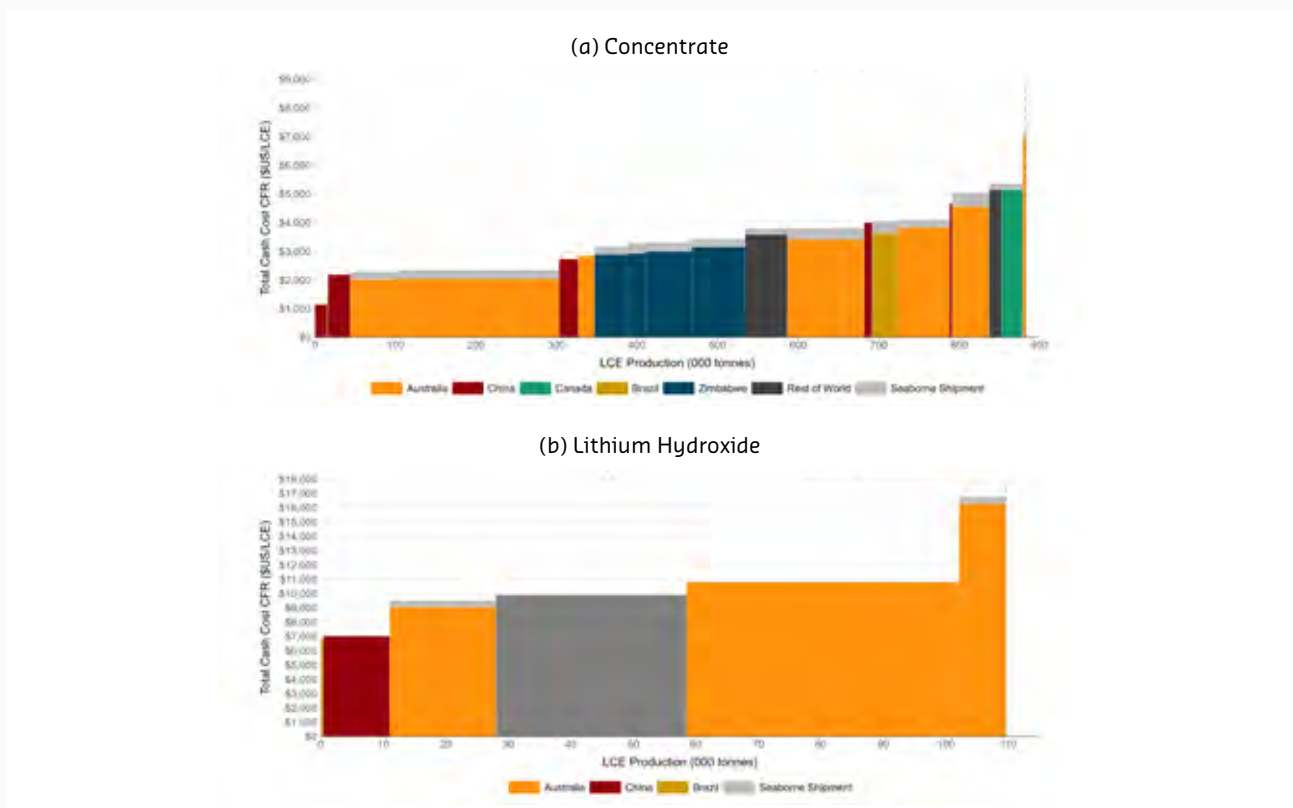 (a) Concentrate
Total Cash Cost CFR ($US/LCE)
$9,000
$8,000
$7,000
$6,000
$5,000
$4,000
$3,000
$2,000
$1,000
$0
0 100 200 300 400 500 600 700 800 900
LCE Production (000 tonnes)
Australia China Canada Brazil Zimbabwe Rest of World Seaborne Shipment
(b) Lithium Hydroxide
Total Cash Cost CFR ($US/LCE)
$18,000
$17,000
$16,000
$15,000
$14,000
$13,000
$12,000
$11,000
$10,000
$9,000
$8,000
$7,000
$6,000
$5,000
$4,000
$3,000
$2,000
$1,000
$0
0 10 20 30 40 50 60 70 80 90 100 110
LCE Production (000 tonnes)
Australia China Brazil Seaborne Shipment